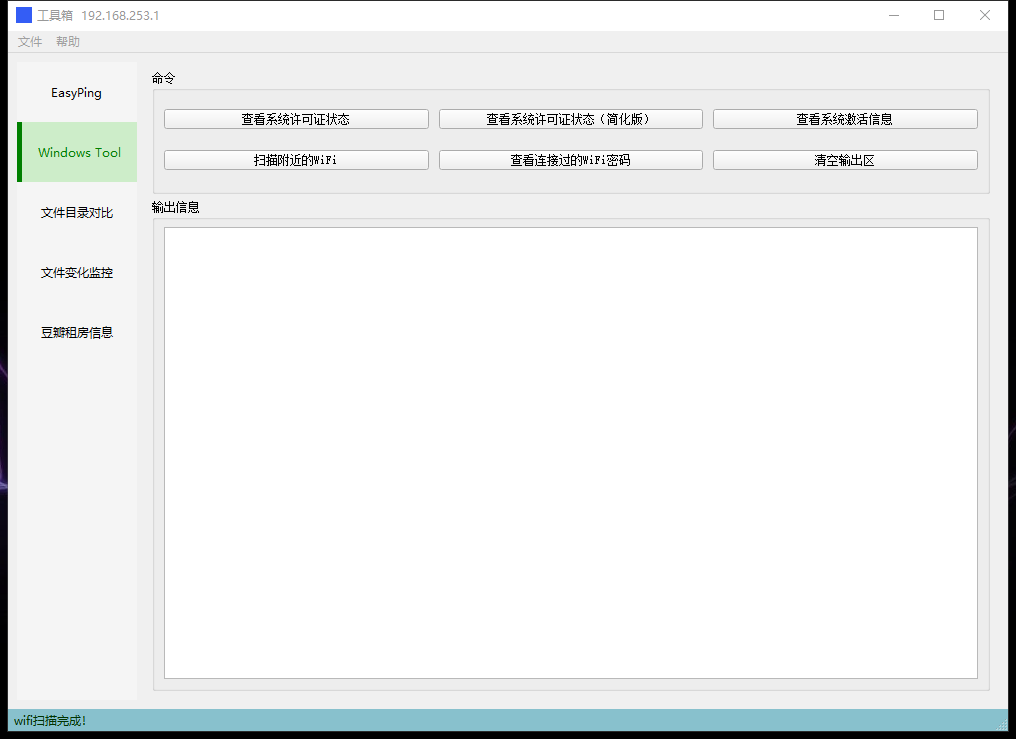 工具箱 192.168.253.1
文件 帮助
EasyPing
Windows Tool
文件目录对比
文件变化监控
豆瓣租房信息
命令
查看系统许可证状态 查看系统许可证状态（简化版） 查看系统激活信息
扫描附近的WiFi 查看连接过的WiFi密码 清空输出区
输出信息
wifi扫描完成!